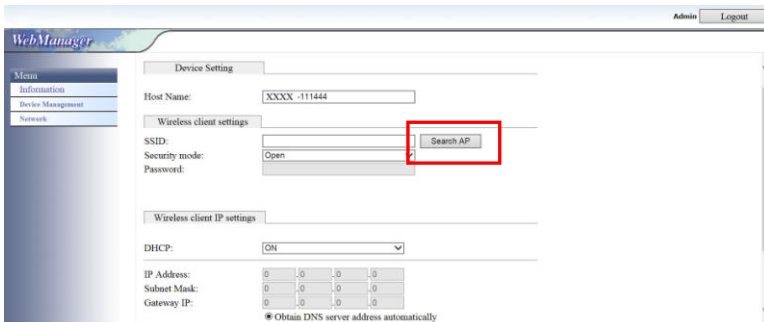 Admin Logout
WebManager
Menu
Information
Device Management
Network
Device Setting
Host Name: XXXX -111444
Wireless client settings
SSID: Search AP
Security mode: Open
Password:
Wireless client IP settings
DHCP: ON
IP Address: 0 .0 .0 .0
Subnet Mask: 0 .0 .0 .0
Gateway IP: 0 .0 .0 .0
Obtain DNS server address automatically